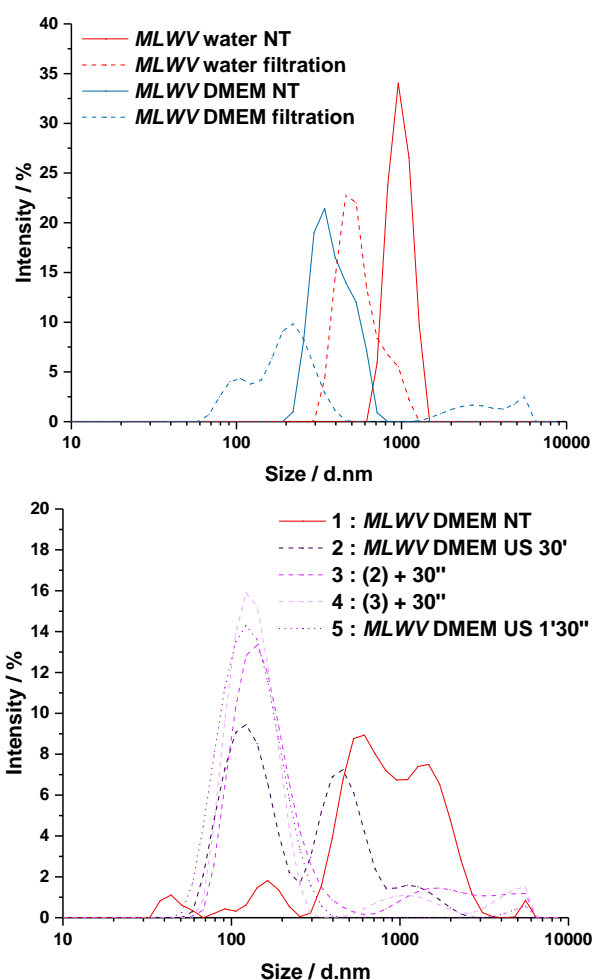 40
35
30
25
20
15
10
5
0
Intensity / %
MLWV water NT
MLWV water filtration
MLWV DMEM NT
MLWV DMEM filtration
10 100 1000 10000
Size / d.nm
20
18
16
14
12
10
8
6
4
2
0
Intensity / %
1 : MLWV DMEM NT
2 : MLWV DMEM US 30'
3 : (2) + 30"
4 : (3) + 30"
5 : MLWV DMEM US 1'30"
10 100 1000 10000
Size / d.nm